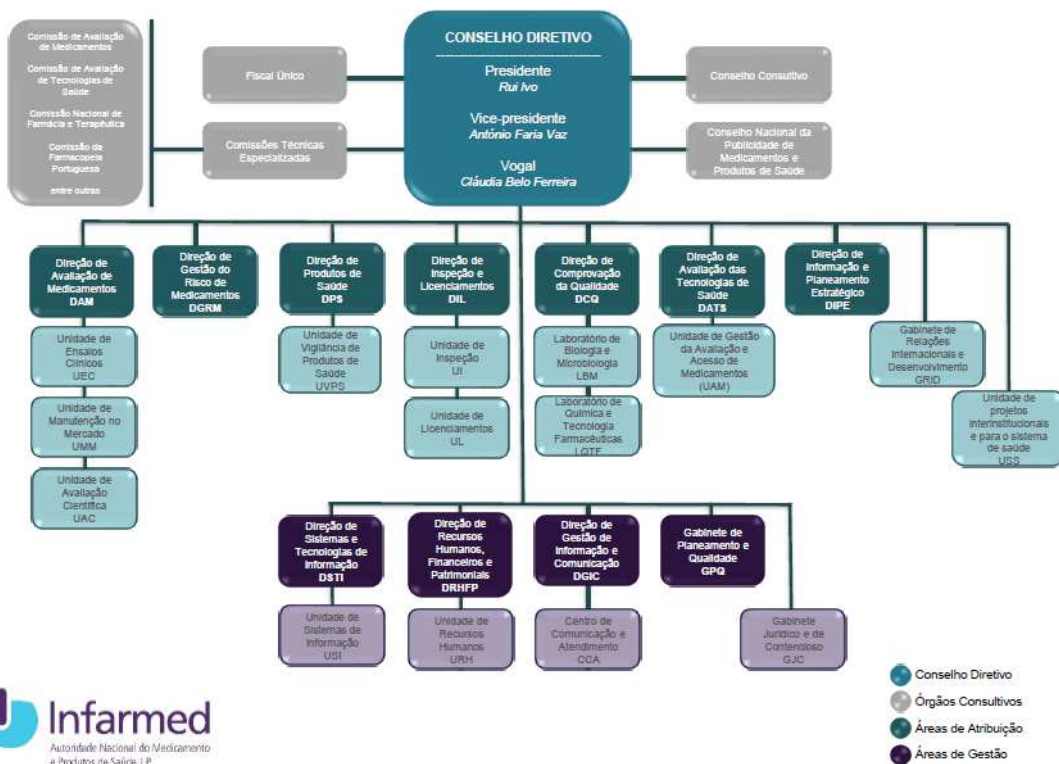 Comissão de Avaliação
de Medicamentos
Comissão de Avaliação
de Tecnologias de
Saúde
Comissão Nacional de
Farmácia e Terapêutica
Comissão da
Farmacopeia
Portuguesa
entre outras
Fiscal Único
Comissões Técnicas
Especializadas
CONSELHO DIRETIVO
Presidente
Rui Ivo
Vice-presidente
António Faria Vaz
Vogal
Cláudia Belo Ferreira
Conselho Consultivo
Conselho Nacional da
Publicidade de
Medicamentos e
Produtos de Saúde
Direção de
Avaliação de
Medicamentos
DAM
Unidade de
Ensaios
Clínicos
UEC
Unidade de
Manutenção no
Mercado
UMM
Unidade de
Avaliação
Científica
UAC
Direção de
Gestão do
Risco de
Medicamentos
DGRM
Direção de
Produtos de
Saúde
DPS
Unidade de
Vigilância de
Produtos de
Saúde
UVPS
Direção de
Inspeção e
Licenciamentos
DIL
Unidade de
Inspeção
UI
Unidade de
Licenciamentos
UL
Direção de
Comprovação
da Qualidade
DCQ
Laboratório de
Biologia e
Microbiologia
LBM
Laboratório de
Química e
Tecnologia
Farmacêuticas
LQTF
Direção de
Avaliação das
Tecnologias de
Saúde
DATS
Unidade de Gestão
da Avaliação e
Acesso de
Medicamentos
(UAM)
Direção de
Informação e
Planeamento
Estratégico
DIPE
Gabinete de
Relações
Internacionais e
Desenvolvimento
GRID
Unidade de
projetos
interinstitucionais
e para o sistema
de saúde
USS
Direção de
Sistemas e
Tecnologias de
Informação
DSTI
Unidade de
Sistemas de
Informação
USI
Direção de
Recursos
Humanos,
Financeiros e
Patrimoniais
DRHFP
Unidade de
Recursos
Humanos
URH
Direção de
Gestão de
Informação e
Comunicação
DGIC
Centro de
Comunicação e
Atendimento
CCA
Gabinete de
Planeamento e
Qualidade
GPQ
Gabinete
Jurídico e de
Contencioso
GJC
Conselho Diretivo
Órgãos Consultivos
Áreas de Atribuição
Áreas de Gestão
Infarmed
Autoridade Nacional do Medicamento
e Produtos de Saúde, I.P.